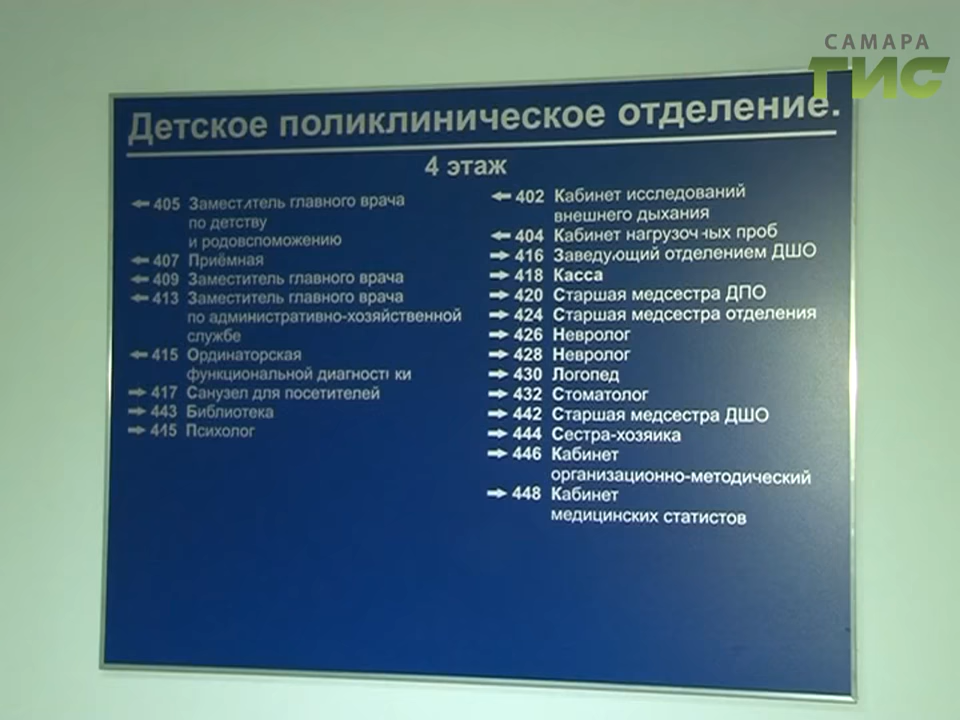 САМАРА
ГИС
Детское поликлиническое отделение.
4 этаж
405 Заместитель главного врача
по детству
и родовспоможению
407 Приёмная
409 Заместитель главного врача
413 Заместитель главного врача
по административно-хозяйственной
службе
415 Ординаторская
функциональной диагностики
417 Санузел для посетителей
443 Библиотека
445 Психолог
402 Кабинет исследований
внешнего дыхания
404 Кабинет нагрузочных проб
416 Заведующий отделением ДШО
418 Касса
420 Старшая медсестра ДПО
424 Старшая медсестра отделения
426 Невролог
428 Невролог
430 Логопед
432 Стоматолог
442 Старшая медсестра ДШО
444 Сестра-хозяйка
446 Кабинет
организационно-методический
448 Кабинет
медицинских статистов